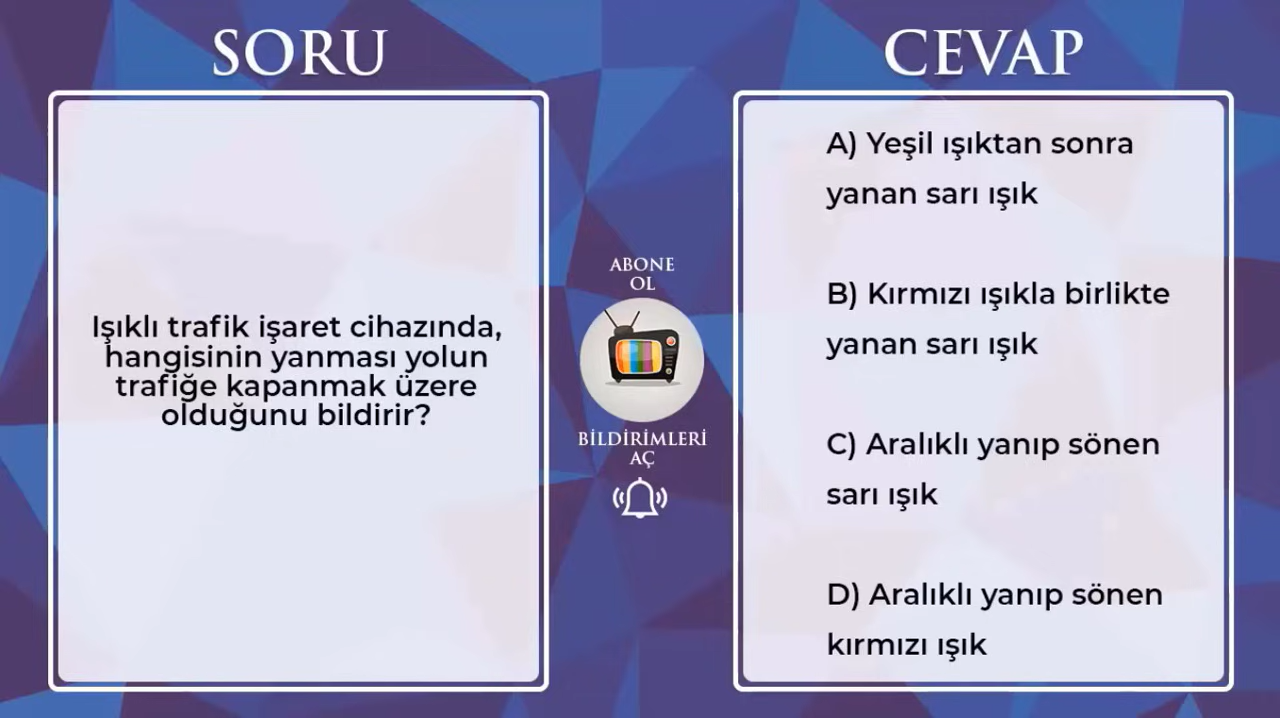 SORU
Işıklı trafik işaret cihazında,
hangisinin yanması yolun
trafiğe kapanmak üzere
olduğunu bildirir?
ABONE
OL
BİLDİRİMLERİ
AÇ
CEVAP
A) Yeşil ışıktan sonra
yanan sarı ışık
B) Kırmızı ışıkla birlikte
yanan sarı ışık
C) Aralıklı yanıp sönen
sarı ışık
D) Aralıklı yanıp sönen
kırmızı ışık